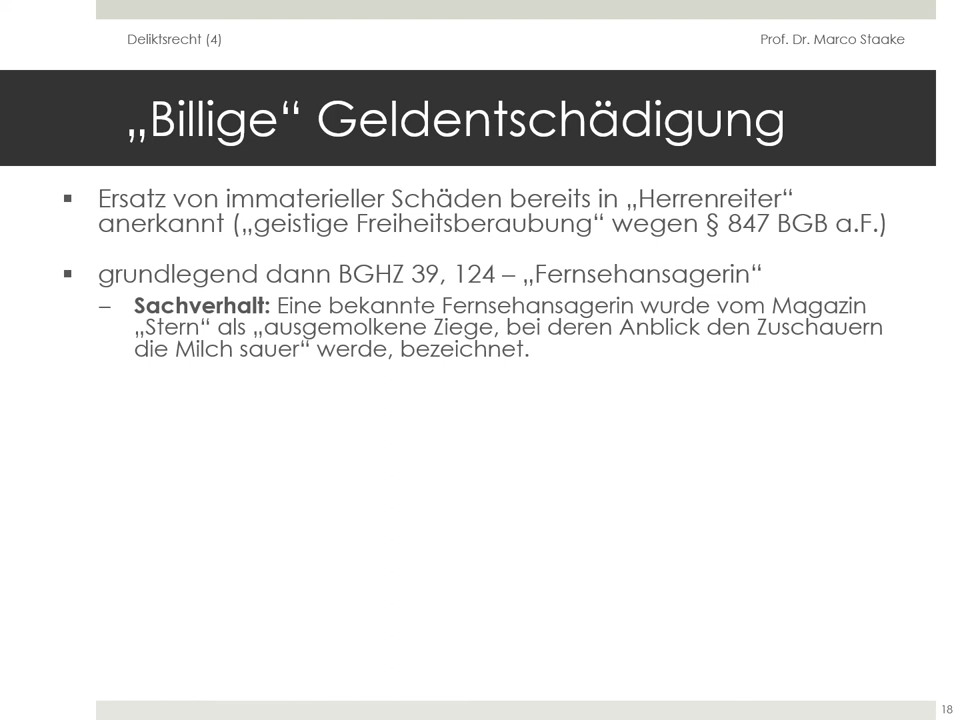 Deliktsrecht (4) Prof. Dr. Marco Staake
„Billige“ Geldentschädigung
▪ Ersatz von immaterieller Schäden bereits in „Herrenreiter“
anerkannt („geistige Freiheitsberaubung“ wegen § 847 BGB a.F.)
▪ grundlegend dann BGHZ 39, 124 – „Fernsehansagerin“
– Sachverhalt: Eine bekannte Fernsehansagerin wurde vom Magazin
„Stern“ als „ausgemolkene Ziege, bei deren Anblick den Zuschauern
die Milch sauer“ werde, bezeichnet.
18